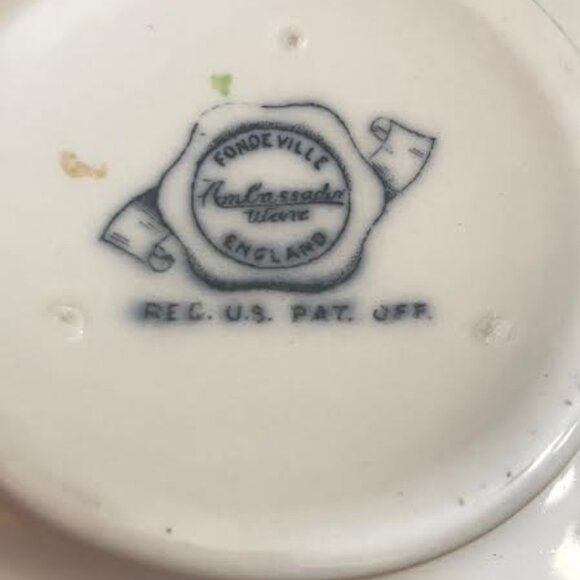 FONDEVILLE
Ambassador
Ware
ENGLAND
REG. U.S. PAT. OFF.